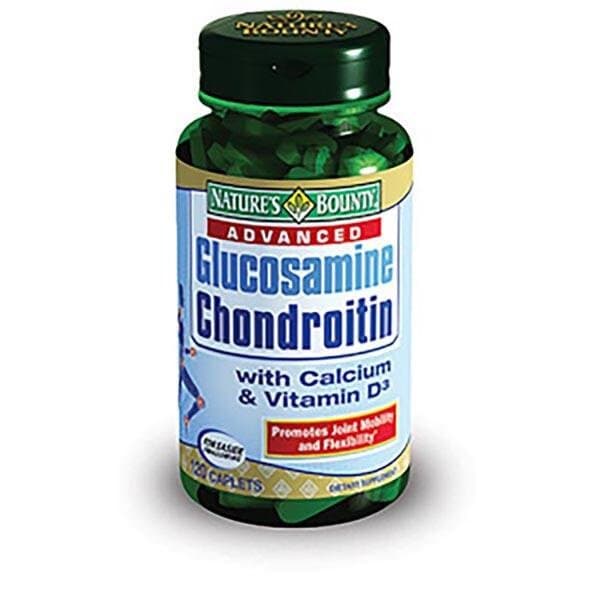 NATURE'S
BOUNTY
NATURE'S BOUNTY
ADVANCED
Glucosamine
Chondroitin
with Calcium
& Vitamin D3
Promotes Joint Mobility
and Flexibility*
120 CAPLETS
DIETARY SUPPLEMENT